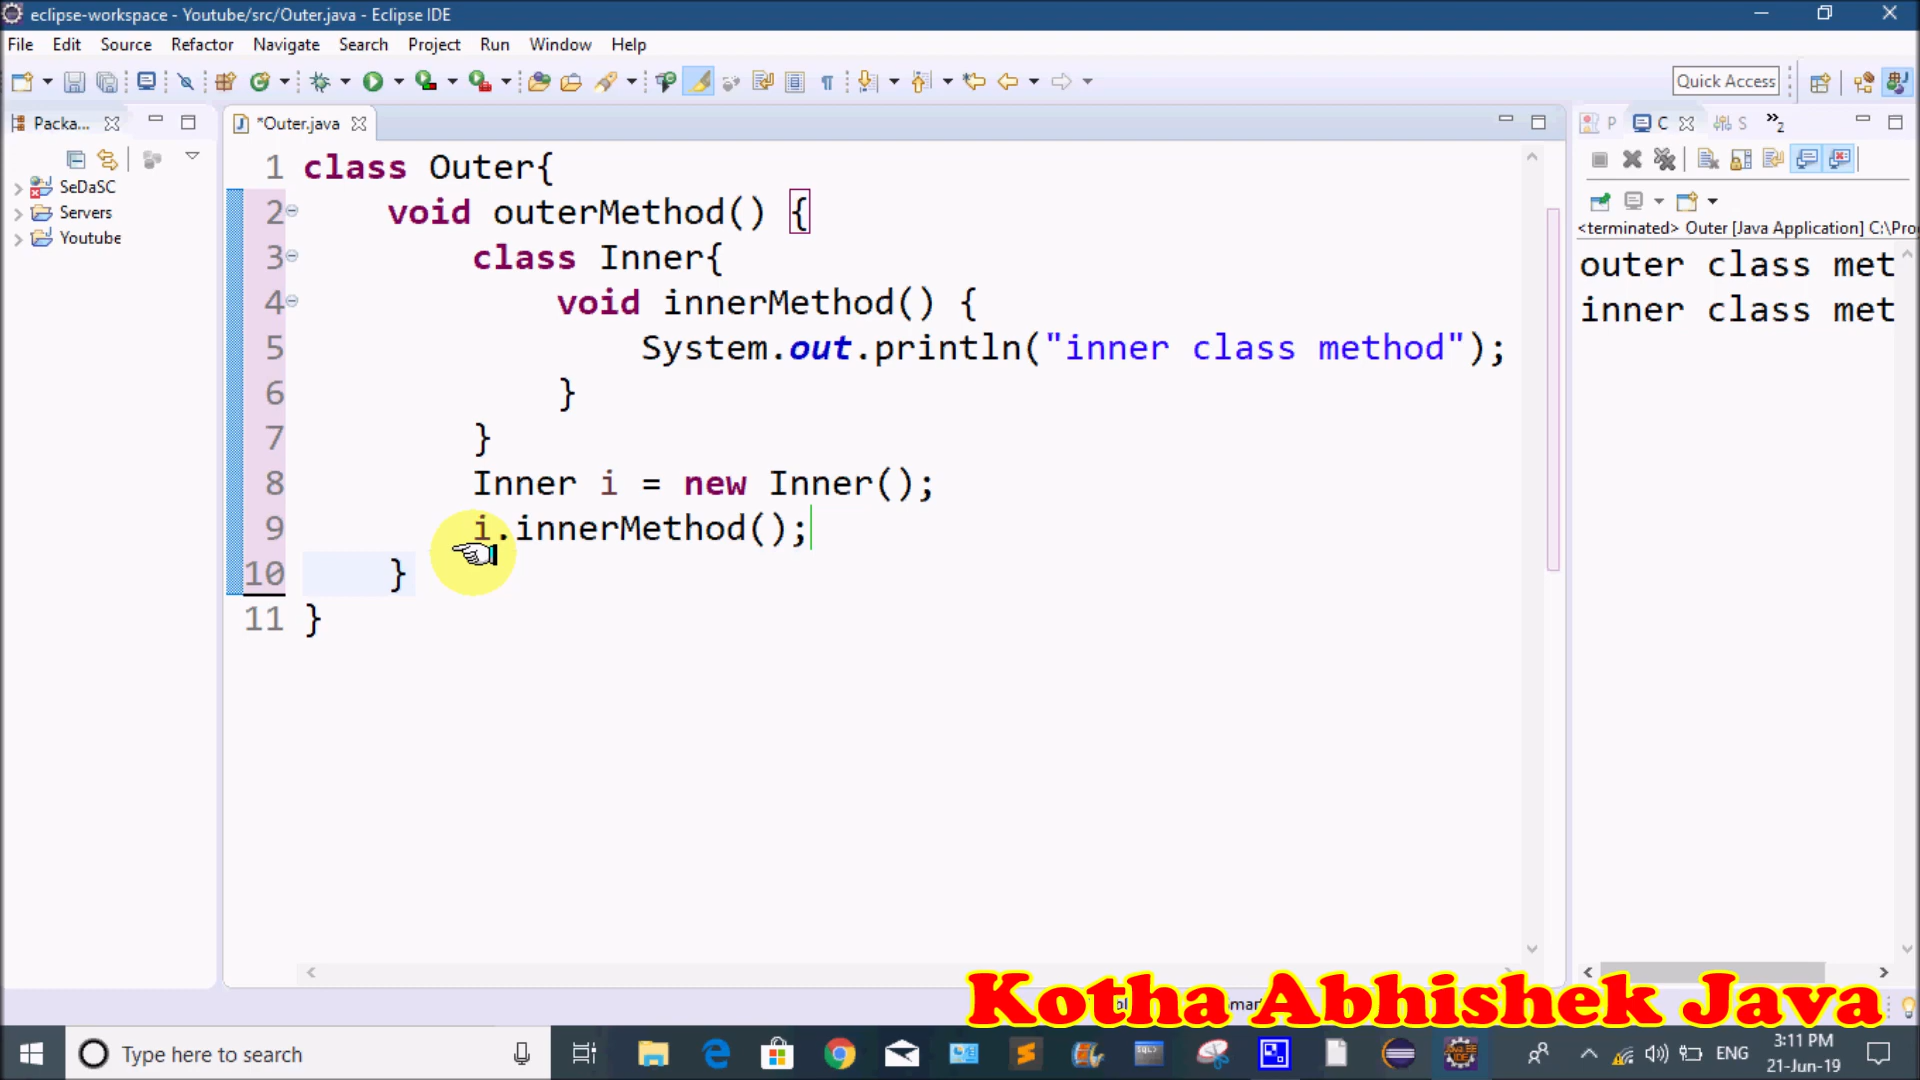 eclipse-workspace - Youtube/src/Outer.java - Eclipse IDE
File Edit Source Refactor Navigate Search Project Run Window Help
Quick Access
Packa...
*Outer.java
P C S 2
SeDaSC
Servers
Youtube
1 class Outer{
2 void outerMethod() {
3 class Inner{
4 void innerMethod() {
5 System.out.println("inner class method");
6 }
7 }
8 Inner i = new Inner();
9 i.innerMethod();
10 }
11 }
<terminated> Outer [Java Application] C:\Pro
outer class met
inner class met
Kotha Abhishek Java
Type here to search
ENG
3:11 PM
21-Jun-19